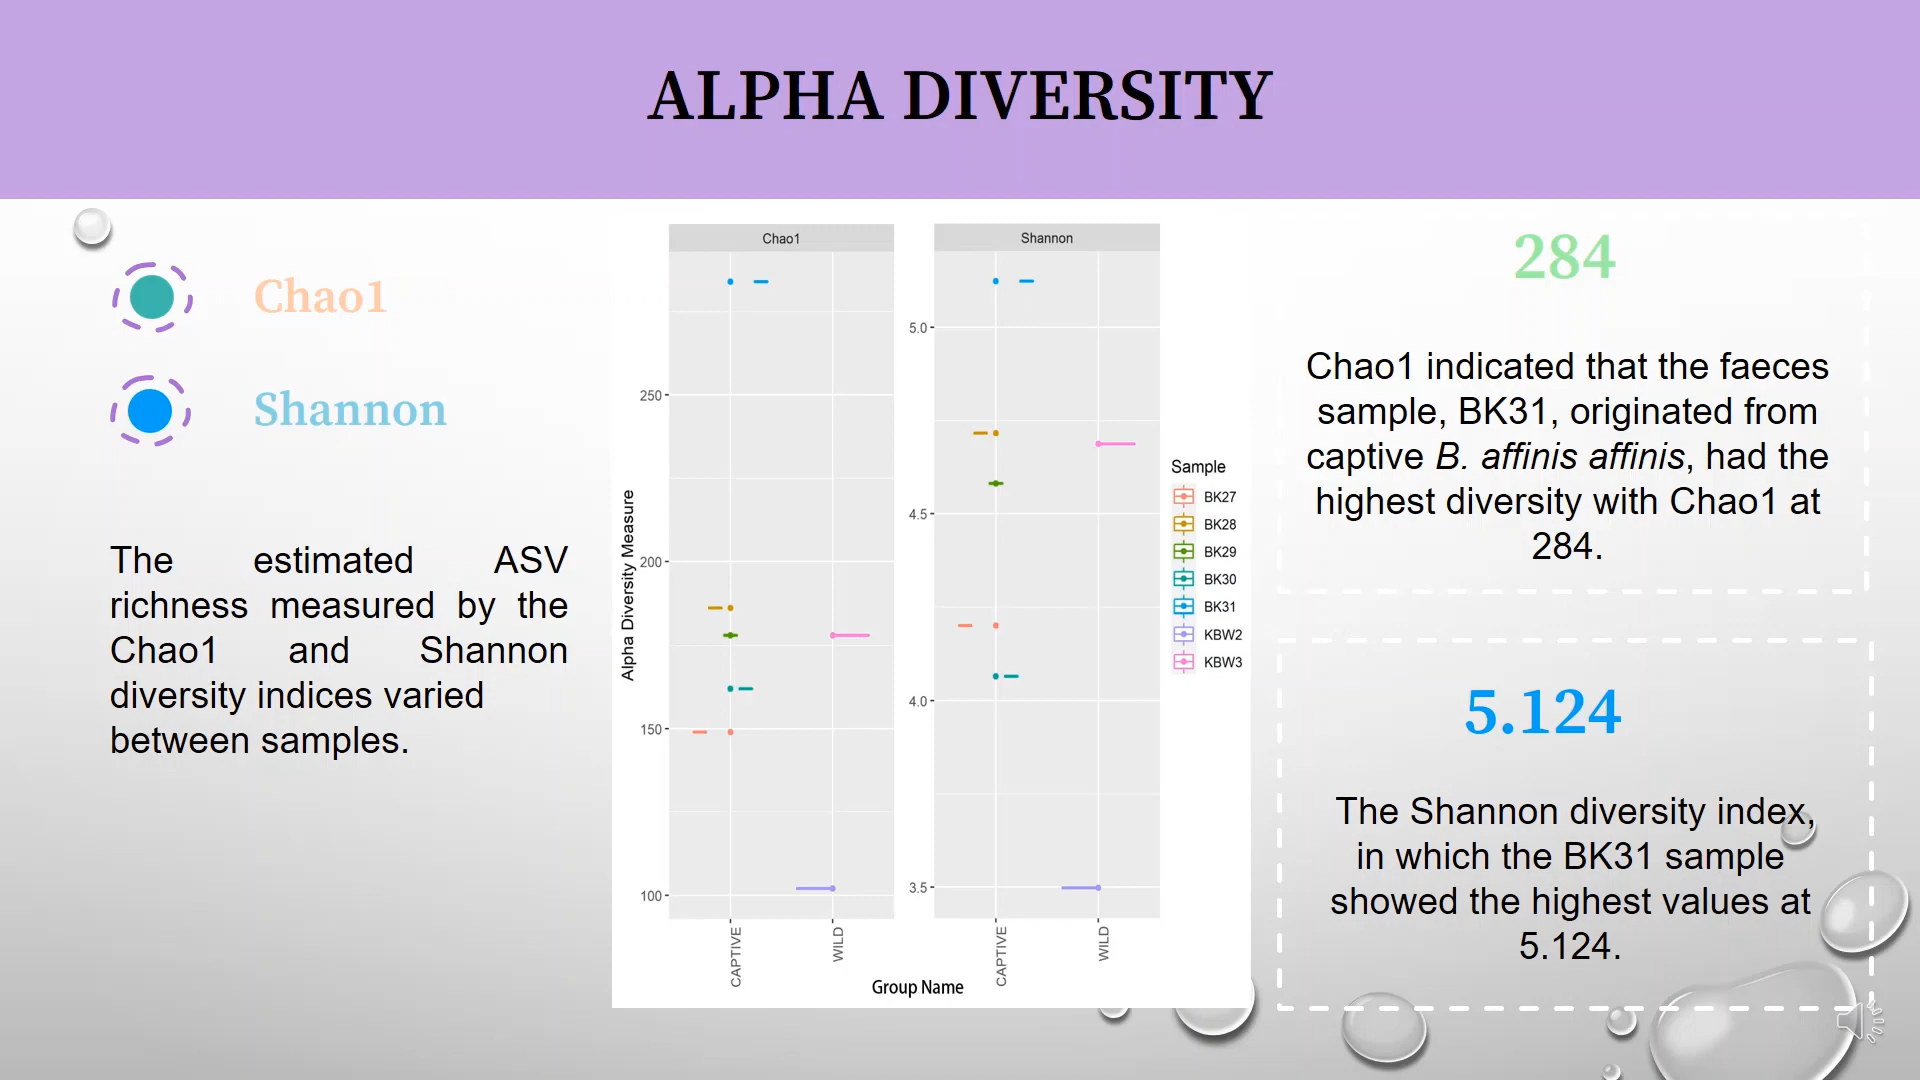 ALPHA DIVERSITY
Chao1
Shannon
The estimated ASV
richness measured by the
Chao1 and Shannon
diversity indices varied
between samples.
Chao1
Shannon
Alpha Diversity Measure
250
200
150
100
5.0
4.5
4.0
3.5
CAPTIVE
WILD
CAPTIVE
WILD
Group Name
Sample
BK27
BK28
BK29
BK30
BK31
KBW2
KBW3
284
Chao1 indicated that the faeces
sample, BK31, originated from
captive B. affinis affinis, had the
highest diversity with Chao1 at
284.
5.124
The Shannon diversity index,
in which the BK31 sample
showed the highest values at
5.124.